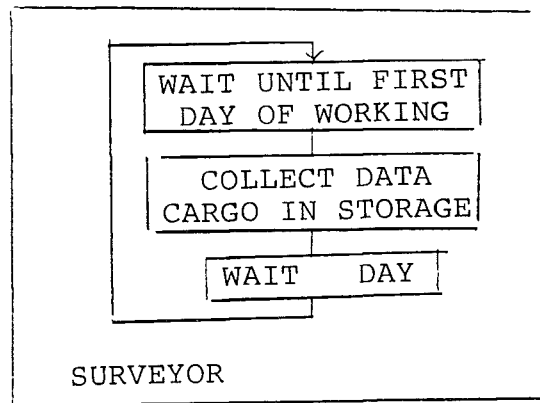 WAIT UNTIL FIRST
DAY OF WORKING
COLLECT DATA
CARGO IN STORAGE
WAIT DAY
SURVEYOR